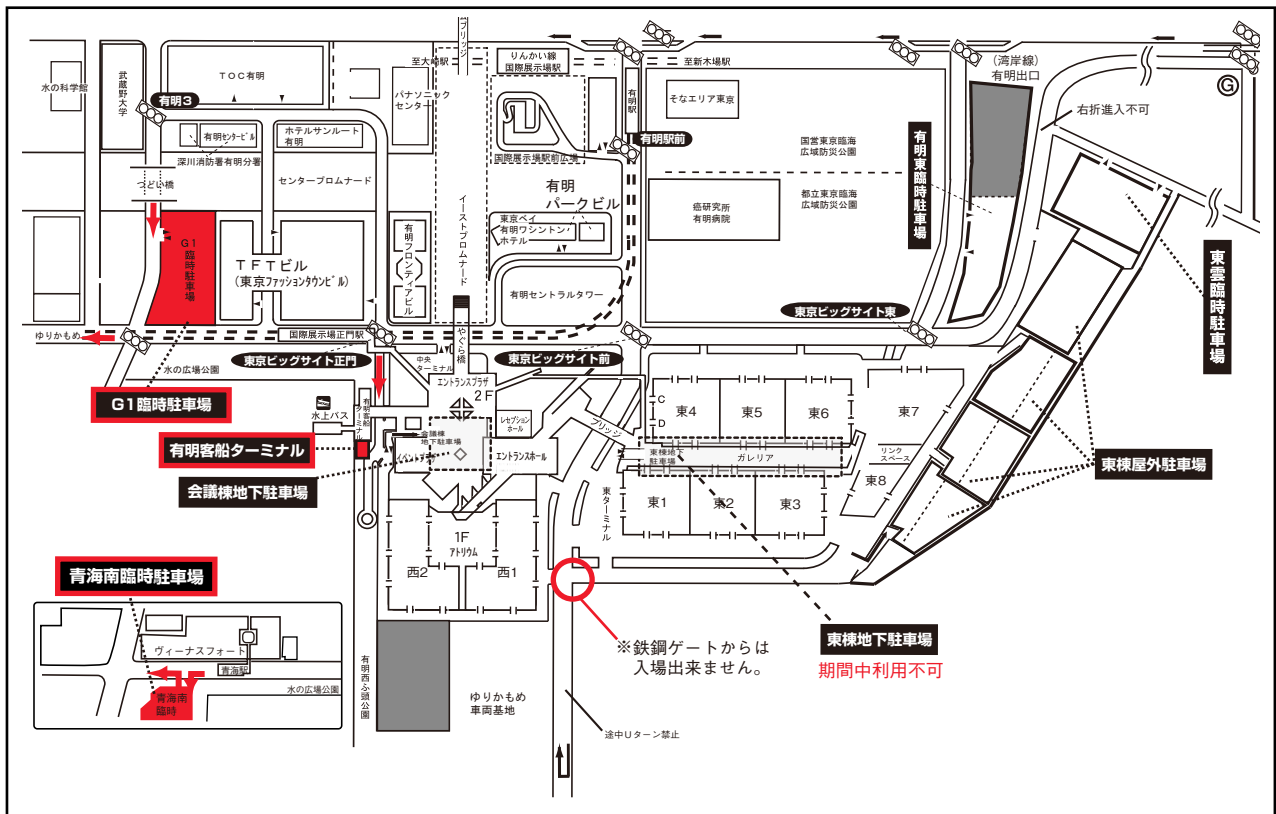 ブリッジ
至大崎駅
りんかい線
国際展示場駅
至新木場駅
(湾岸線)
有明出口
G
右折進入不可
水の科学館
武蔵野大学
TOC有明
有明3
パナソニック
センター
有明駅
そなエリア東京
有明センタービル
ホテルサンルート
有明
深川消防署有明分署
国際展示場駅前広場
有明駅前
国営東京臨海
広域防災公園
有明東臨時駐車場
つどい橋
センタープロムナード
有明
パークビル
癌研究所
有明病院
都立東京臨海
広域防災公園
イーストプロムナード
東京ベイ
有明ワシントン
ホテル
G1臨時駐車場
TFTビル
(東京ファッションタウンビル)
有明フロンティアビル
有明セントラルタワー
東雲臨時駐車場
東京ビッグサイト東
ゆりかもめ
国際展示場正門駅
やぐら橋
東京ビッグサイト正門
中央
ターミナル
東京ビッグサイト前
水の広場公園
エントランスプラザ
2F
G1臨時駐車場
水上バス
有明客船
ターミナル
レセプション
ホール
C
D
東4
東5
東6
東7
ブリッジ
有明客船ターミナル
会議棟
地下駐車場
イベントプラザ
エントランスホール
東棟地下
駐車場
ガレリア
リンク
スペース
東棟屋外駐車場
会議棟地下駐車場
東8
東1
東2
東3
東ターミナル
1F
アトリウム
西2
西1
青海南臨時駐車場
※鉄鋼ゲートからは
入場出来ません。
東棟地下駐車場
期間中利用不可
ヴィーナスフォート
青海駅
水の広場公園
青海南
臨時
有明西ふ頭公園
ゆりかもめ
車両基地
途中Uターン禁止